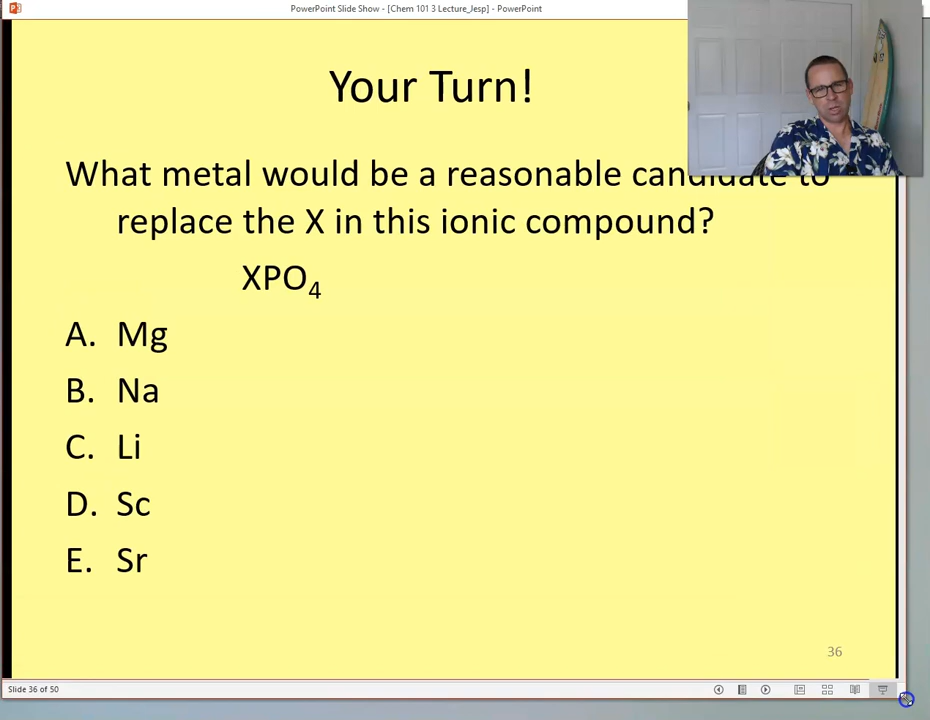 PowerPoint Slide Show - [Chem 101 3 Lecture_Jesp] - PowerPoint
Your Turn!
What metal would be a reasonable candidate to
replace the X in this ionic compound?
XPO₄
A. Mg
B. Na
C. Li
D. Sc
E. Sr
36
Slide 36 of 50